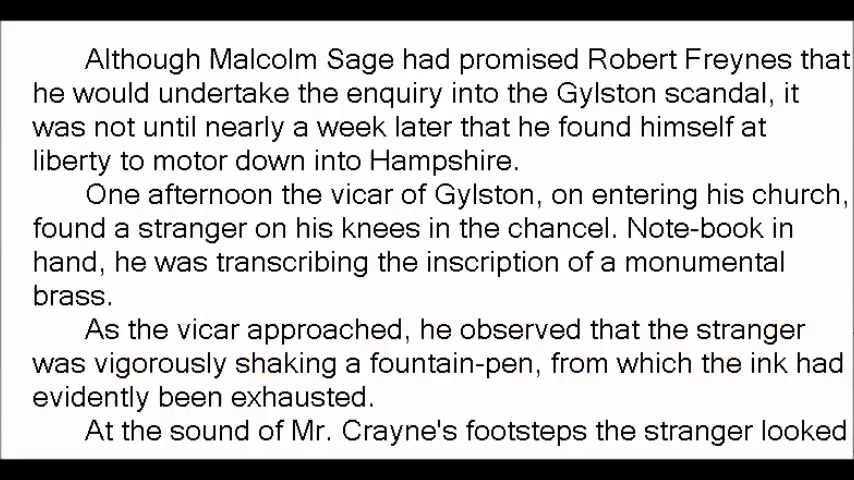 Although Malcolm Sage had promised Robert Freynes that
he would undertake the enquiry into the Gylston scandal, it
was not until nearly a week later that he found himself at
liberty to motor down into Hampshire.
One afternoon the vicar of Gylston, on entering his church,
found a stranger on his knees in the chancel. Note-book in
hand, he was transcribing the inscription of a monumental
brass.
As the vicar approached, he observed that the stranger
was vigorously shaking a fountain-pen, from which the ink had
evidently been exhausted.
At the sound of Mr. Crayne's footsteps the stranger looked